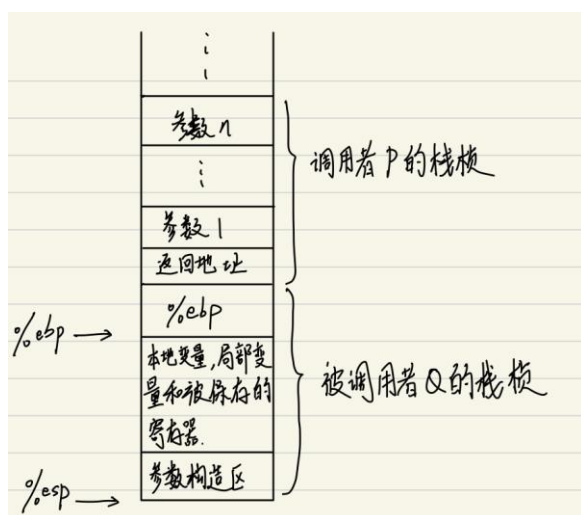 参数n
调用者P的栈桢
参数1
返回地址
%ebp
%ebp
本地变量,局部变
量和被保存的
寄存器.
被调用者Q的栈桢
参数构造区
%esp